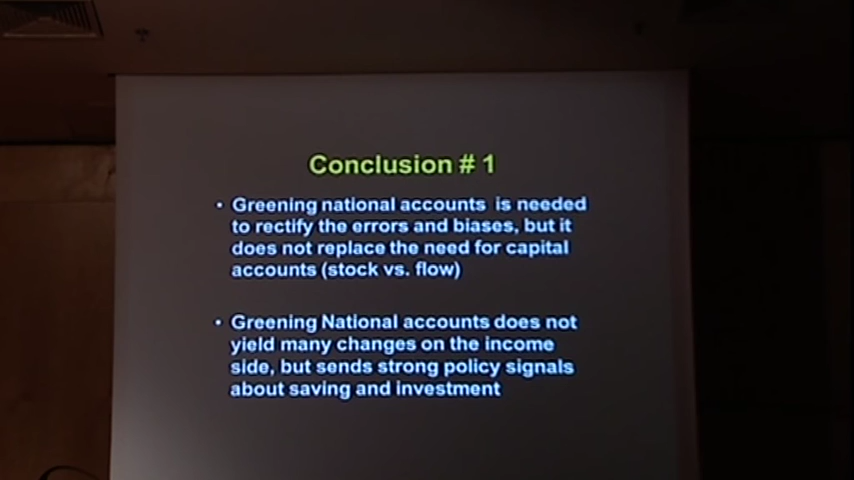 Conclusion # 1
• Greening national accounts is needed
to rectify the errors and biases, but it
does not replace the need for capital
accounts (stock vs. flow)
• Greening National accounts does not
yield many changes on the income
side, but sends strong policy signals
about saving and investment